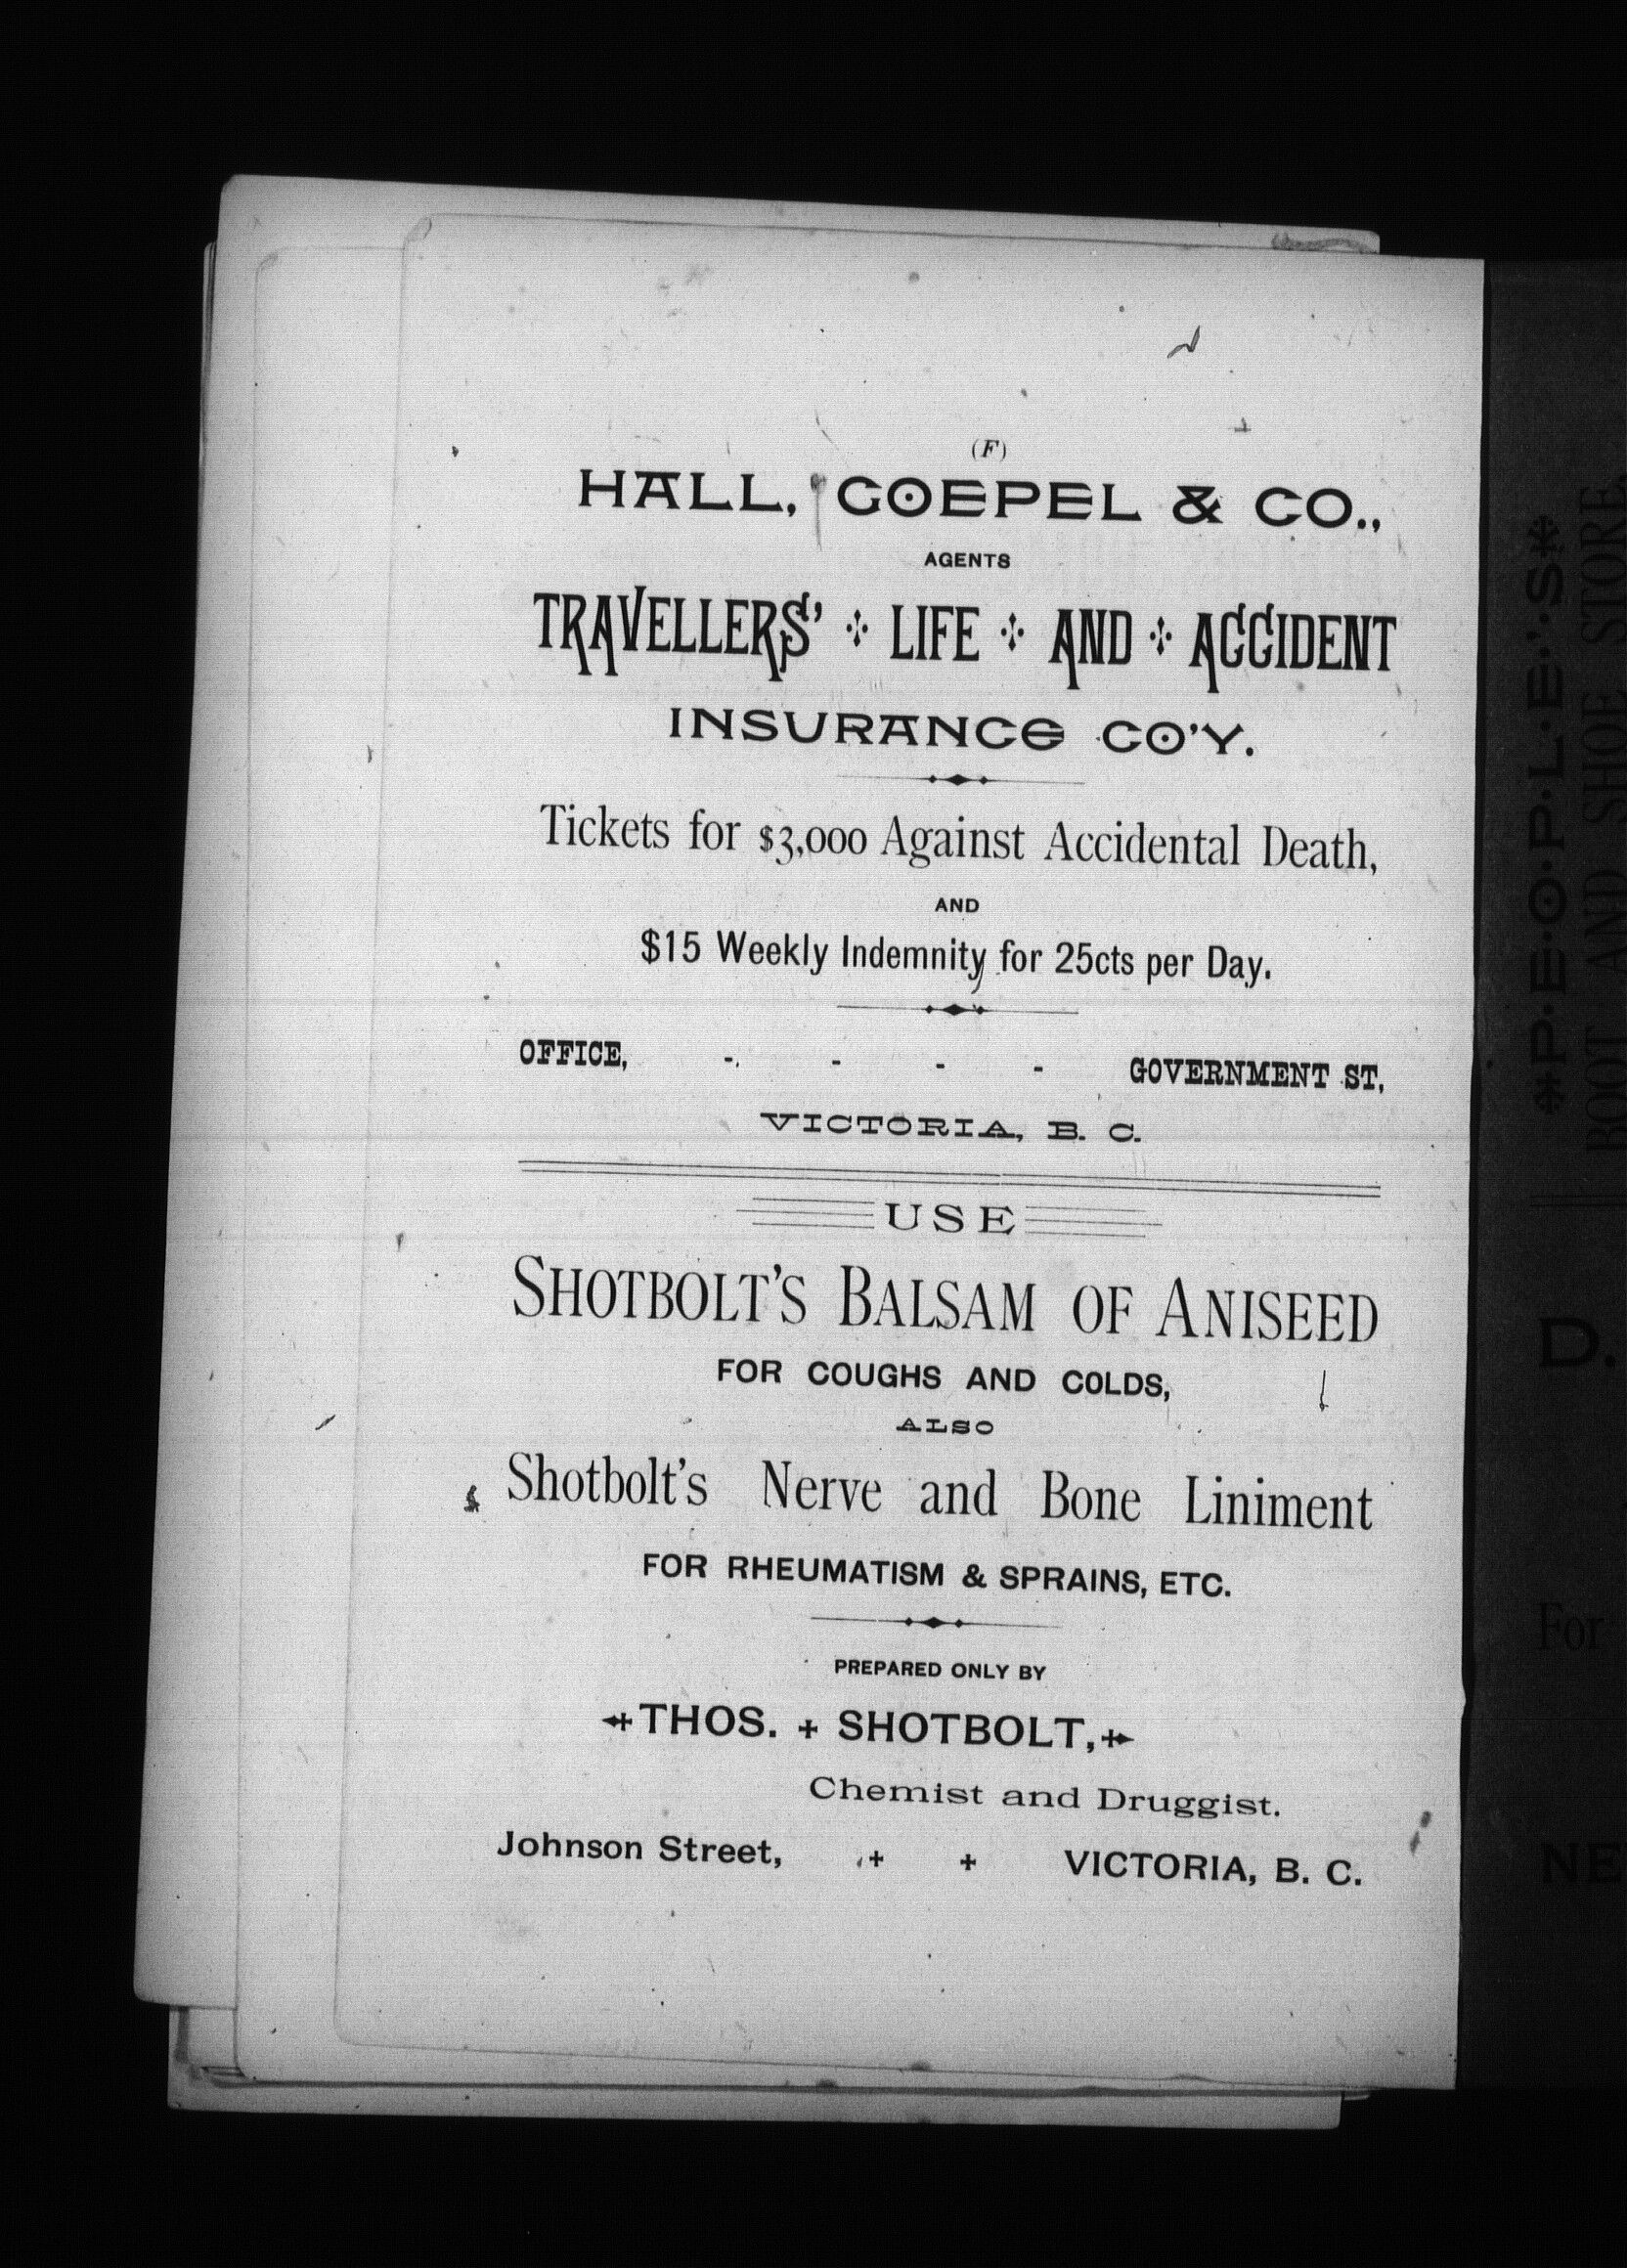 (F)
HALL, GOEPEL & CO.,
AGENTS
TRAVELLERS' LIFE AND ACCIDENT
INSURANCE CO'Y.
Tickets for $3,000 Against Accidental Death,
AND
$15 Weekly Indemnity for 25cts per Day.
OFFICE, - - - - GOVERNMENT ST,
VICTORIA, B. C.
USE
SHOTBOLT'S BALSAM OF ANISEED
FOR COUGHS AND COLDS,
ALSO
Shotbolt's Nerve and Bone Liniment
FOR RHEUMATISM & SPRAINS, ETC.
PREPARED ONLY BY
THOS. + SHOTBOLT,
Chemist and Druggist.
Johnson Street, + + VICTORIA, B. C.
P·E·O·P·L·E·'·S
BOOT AND SHOE STORE,
D.
For
NE